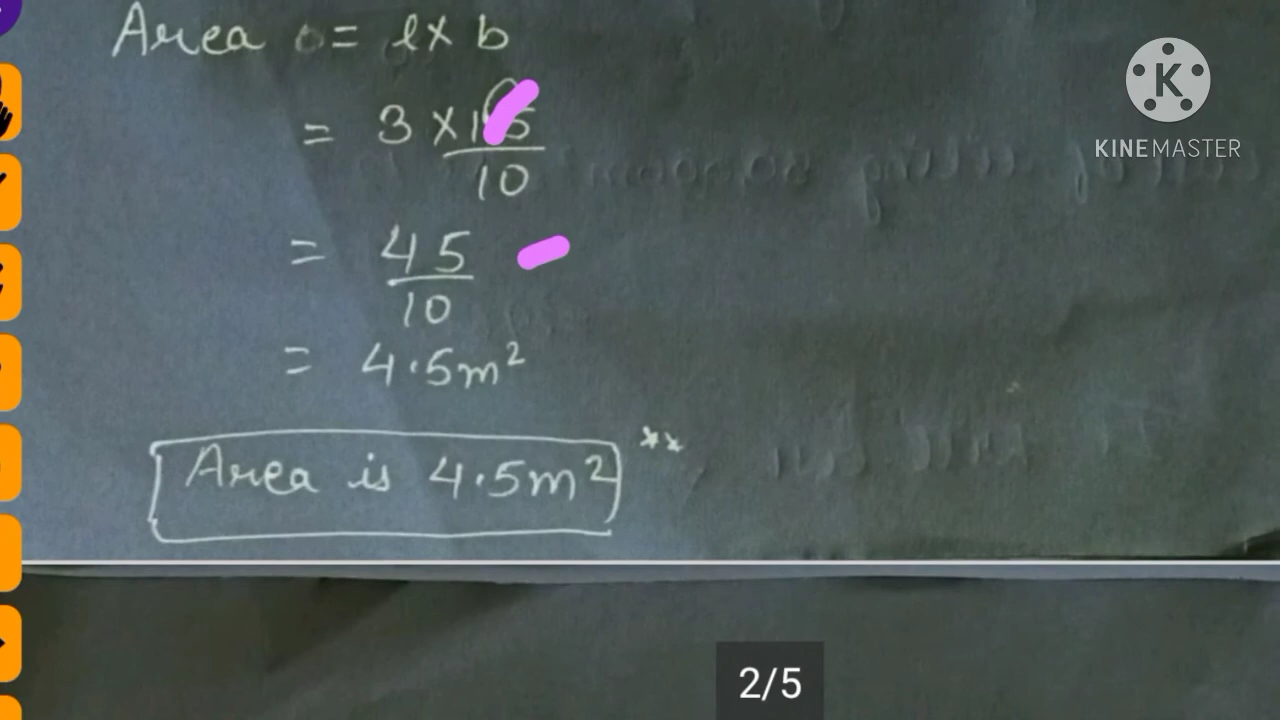 Area = l × b
= 3 × 15
10
= 45
10
= 4.5m²
Area is 4.5m² **
K
KINEMASTER
2/5